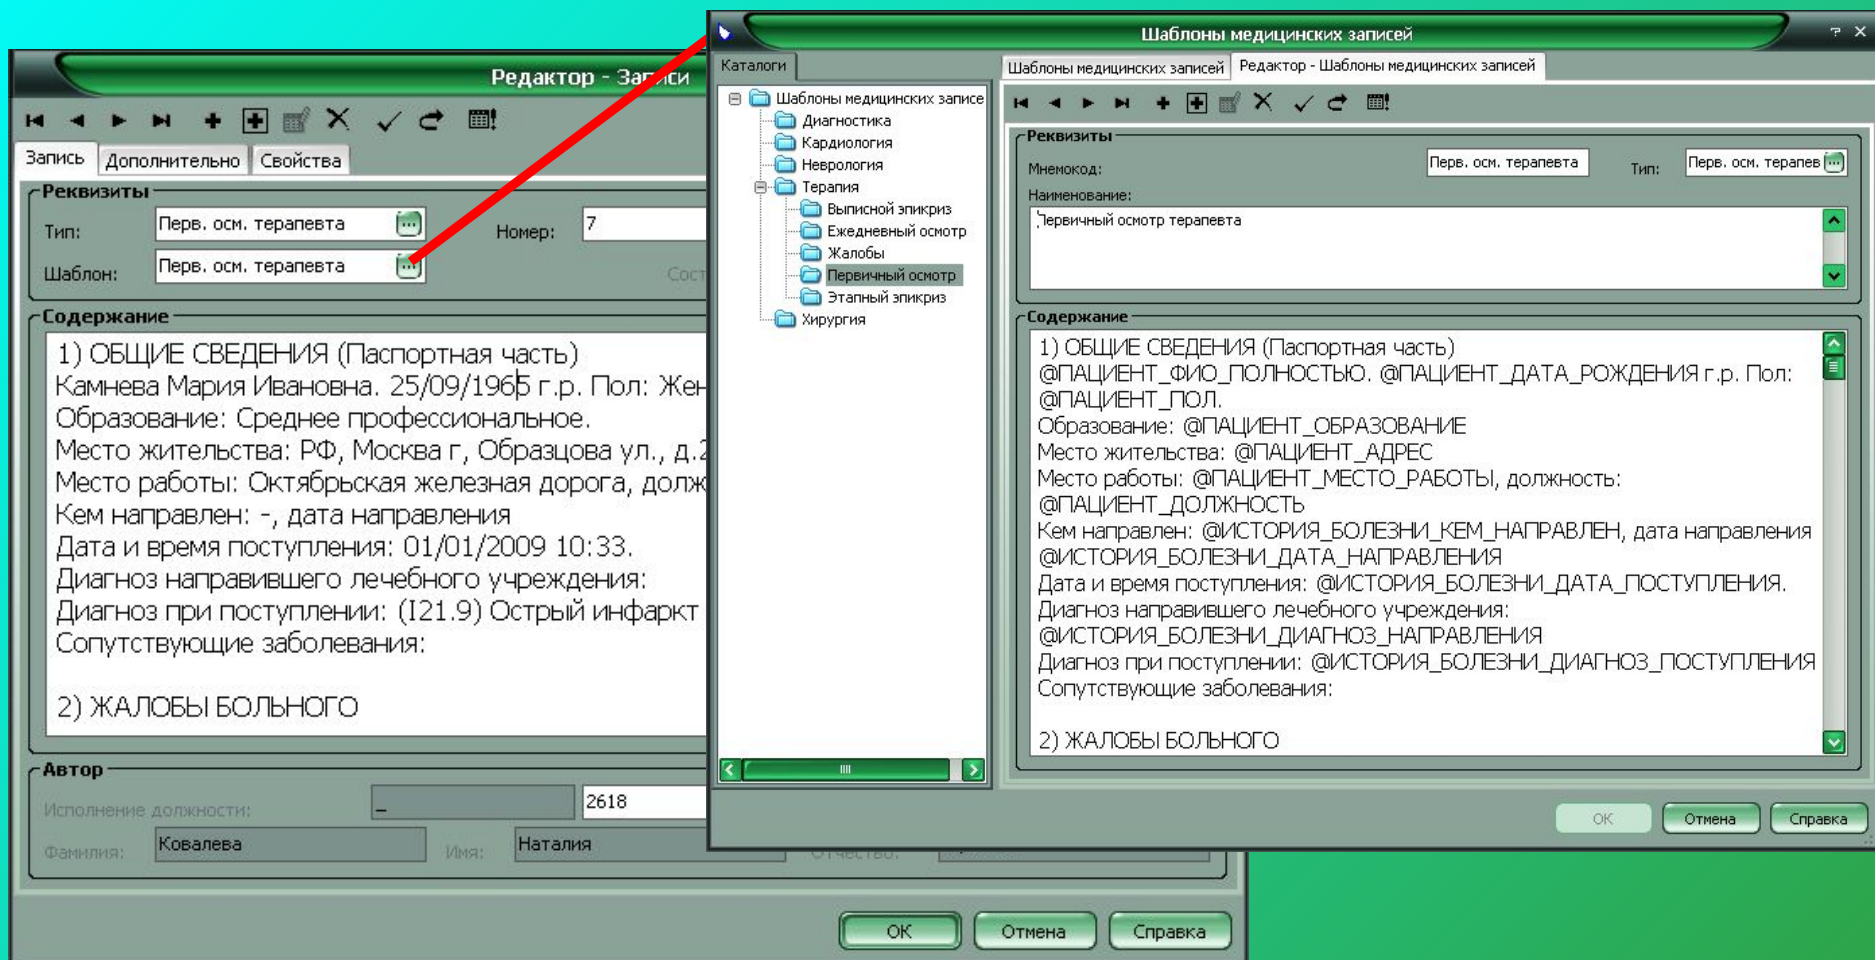 Редактор - Записи
Запись Дополнительно Свойства
Реквизиты
Тип: Перв. осм. терапевта Номер: 7
Шаблон: Перв. осм. терапевта Сост
Содержание
1) ОБЩИЕ СВЕДЕНИЯ (Паспортная часть)
Камнева Мария Ивановна. 25/09/1965 г.р. Пол: Жен
Образование: Среднее профессиональное.
Место жительства: РФ, Москва г, Образцова ул., д.2
Место работы: Октябрьская железная дорога, долж
Кем направлен: -, дата направления
Дата и время поступления: 01/01/2009 10:33.
Диагноз направившего лечебного учреждения:
Диагноз при поступлении: (I21.9) Острый инфаркт
Сопутствующие заболевания:
2) ЖАЛОБЫ БОЛЬНОГО
Автор
Исполнение должности: _ 2618
Фамилия: Ковалева Имя: Наталия Отчество:
ОК Отмена Справка
Шаблоны медицинских записей
Каталоги
Шаблоны медицинских записе
Диагностика
Кардиология
Неврология
Терапия
Выписной эпикриз
Ежедневный осмотр
Жалобы
Первичный осмотр
Этапный эпикриз
Хирургия
Шаблоны медицинских записей Редактор - Шаблоны медицинских записей
Реквизиты
Мнемокод: Перв. осм. терапевта Тип: Перв. осм. терапев
Наименование:
Первичный осмотр терапевта
Содержание
1) ОБЩИЕ СВЕДЕНИЯ (Паспортная часть)
@ПАЦИЕНТ_ФИО_ПОЛНОСТЬЮ. @ПАЦИЕНТ_ДАТА_РОЖДЕНИЯ г.р. Пол:
@ПАЦИЕНТ_ПОЛ.
Образование: @ПАЦИЕНТ_ОБРАЗОВАНИЕ
Место жительства: @ПАЦИЕНТ_АДРЕС
Место работы: @ПАЦИЕНТ_МЕСТО_РАБОТЫ, должность:
@ПАЦИЕНТ_ДОЛЖНОСТЬ
Кем направлен: @ИСТОРИЯ_БОЛЕЗНИ_КЕМ_НАПРАВЛЕН, дата направления
@ИСТОРИЯ_БОЛЕЗНИ_ДАТА_НАПРАВЛЕНИЯ
Дата и время поступления: @ИСТОРИЯ_БОЛЕЗНИ_ДАТА_ПОСТУПЛЕНИЯ.
Диагноз направившего лечебного учреждения:
@ИСТОРИЯ_БОЛЕЗНИ_ДИАГНОЗ_НАПРАВЛЕНИЯ
Диагноз при поступлении: @ИСТОРИЯ_БОЛЕЗНИ_ДИАГНОЗ_ПОСТУПЛЕНИЯ
Сопутствующие заболевания:
2) ЖАЛОБЫ БОЛЬНОГО
ОК Отмена Справка